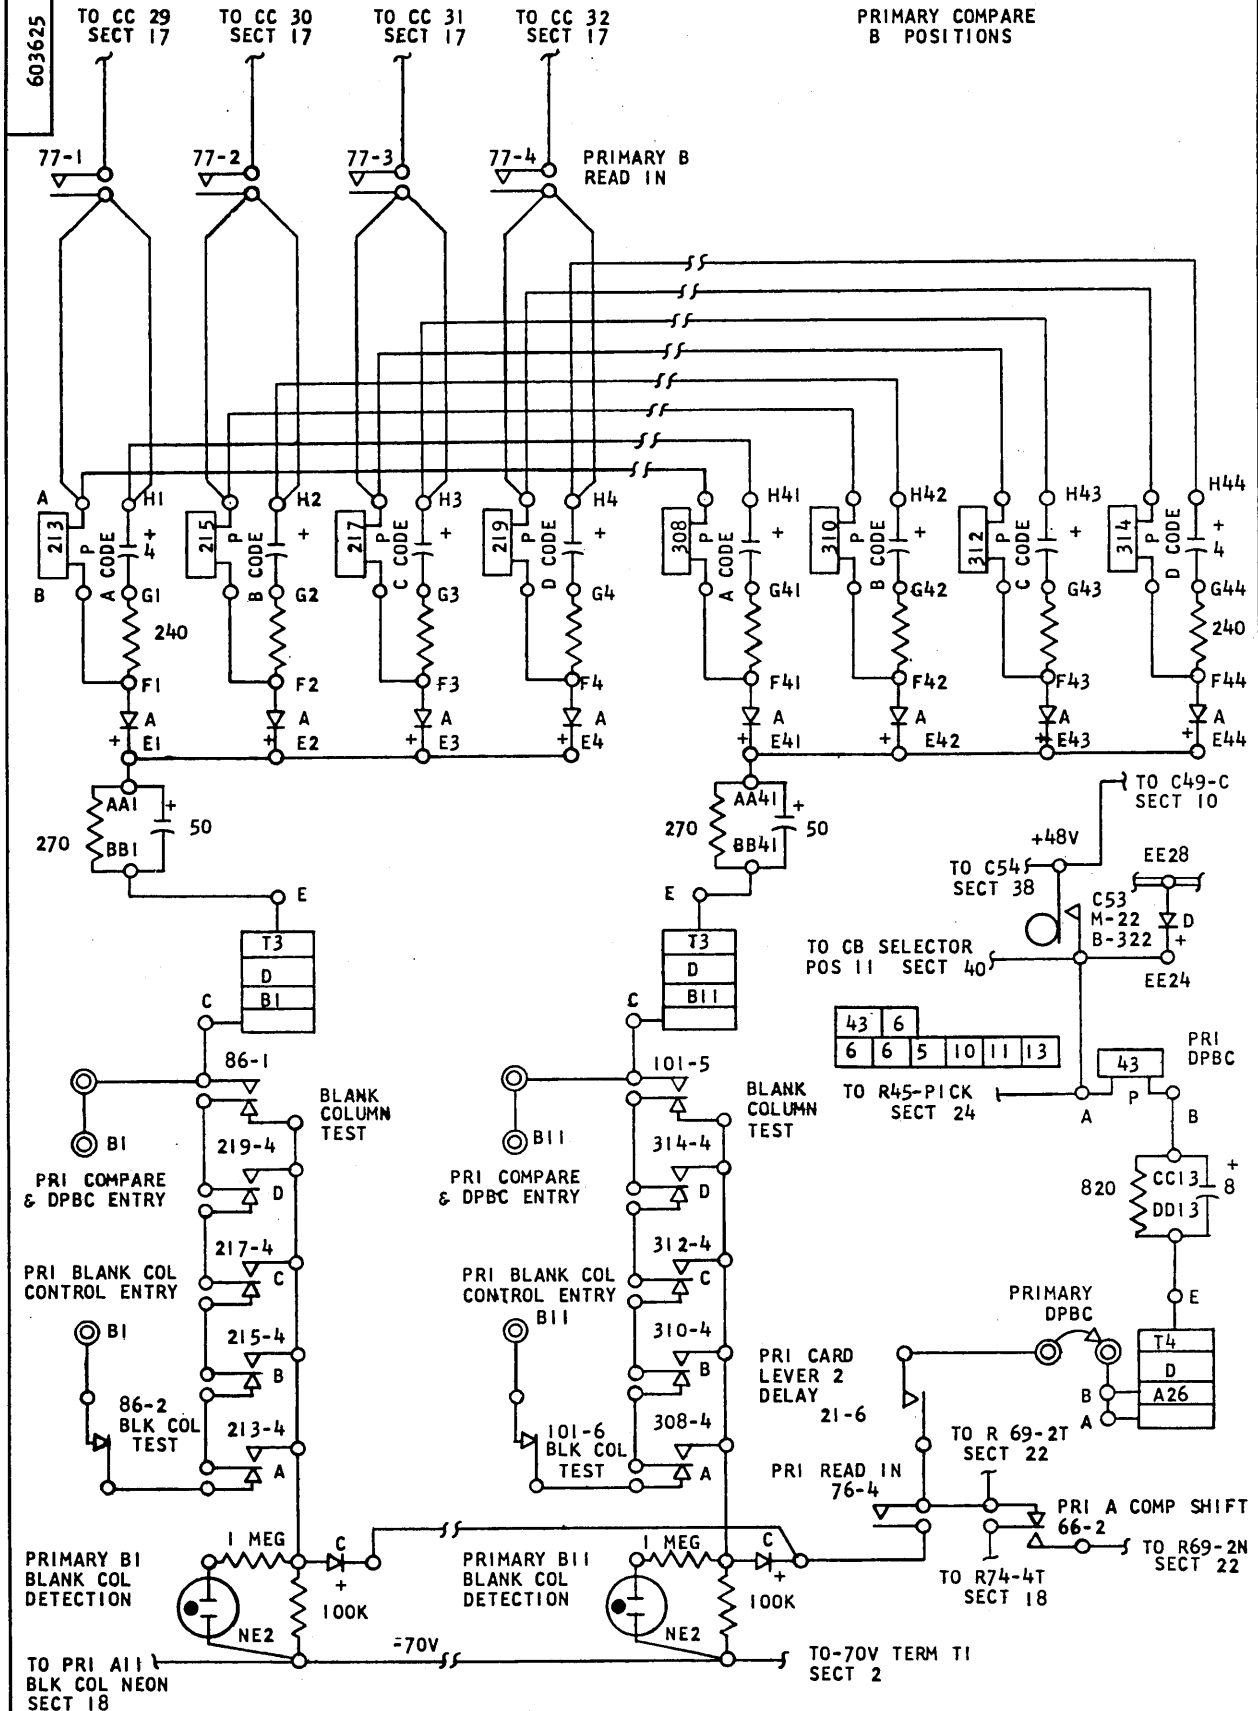 603625
TO CC 29
SECT 17
TO CC 30
SECT 17
TO CC 31
SECT 17
TO CC 32
SECT 17
PRIMARY COMPARE
B POSITIONS
77-1
77-2
77-3
77-4
PRIMARY B
READ IN
A H1 H2 H3 H4 H41 H42 H43 H44
213 P A CODE + 4
215 P B CODE +
217 P C CODE +
219 P D CODE +
308 P A CODE +
310 P B CODE +
312 P C CODE +
314 P D CODE + 4
B G1 G2 G3 G4 G41 G42 G43 G44
240
240
F1 F2 F3 F4 F41 F42 F43 F44
A A A A A A A A
+ E1 + E2 + E3 + E4 + E41 + E42 + E43 + E44
AA1 +
270 50
BB1
E
AA41 +
270 50
BB41
E
TO C49-C
SECT 10
+48V
TO C54
SECT 38
EE28
C53
M-22
B-322
D
+
EE24
TO CB SELECTOR
POS 11 SECT 40
T3
D
B1
C
T3
D
B11
C
43 6
6 6 5 10 11 13
PRI
DPBC
43
TO R45-PICK
SECT 24
A P B
86-1
BLANK
COLUMN
TEST
B1
219-4
D
PRI COMPARE
& DPBC ENTRY
217-4
C
PRI BLANK COL
CONTROL ENTRY
B1
215-4
B
86-2
BLK COL
TEST
213-4
A
101-5
BLANK
COLUMN
TEST
B11
314-4
D
PRI COMPARE
& DPBC ENTRY
312-4
C
PRI BLANK COL
CONTROL ENTRY
B11
310-4
B
101-6
BLK COL
TEST
308-4
A
820
CC13
DD13
+
8
E
PRIMARY
DPBC
T4
D
A26
B
A
PRI CARD
LEVER 2
DELAY
21-6
TO R 69-2T
SECT 22
PRI READ IN
76-4
PRI A COMP SHIFT
66-2
TO R69-2N
SECT 22
TO R74-4T
SECT 18
1 MEG
C
+
PRIMARY B1
BLANK COL
DETECTION
100K
NE2
1 MEG
C
+
PRIMARY B11
BLANK COL
DETECTION
100K
NE2
-70V
TO PRI A11
BLK COL NEON
SECT 18
TO-70V TERM T1
SECT 2